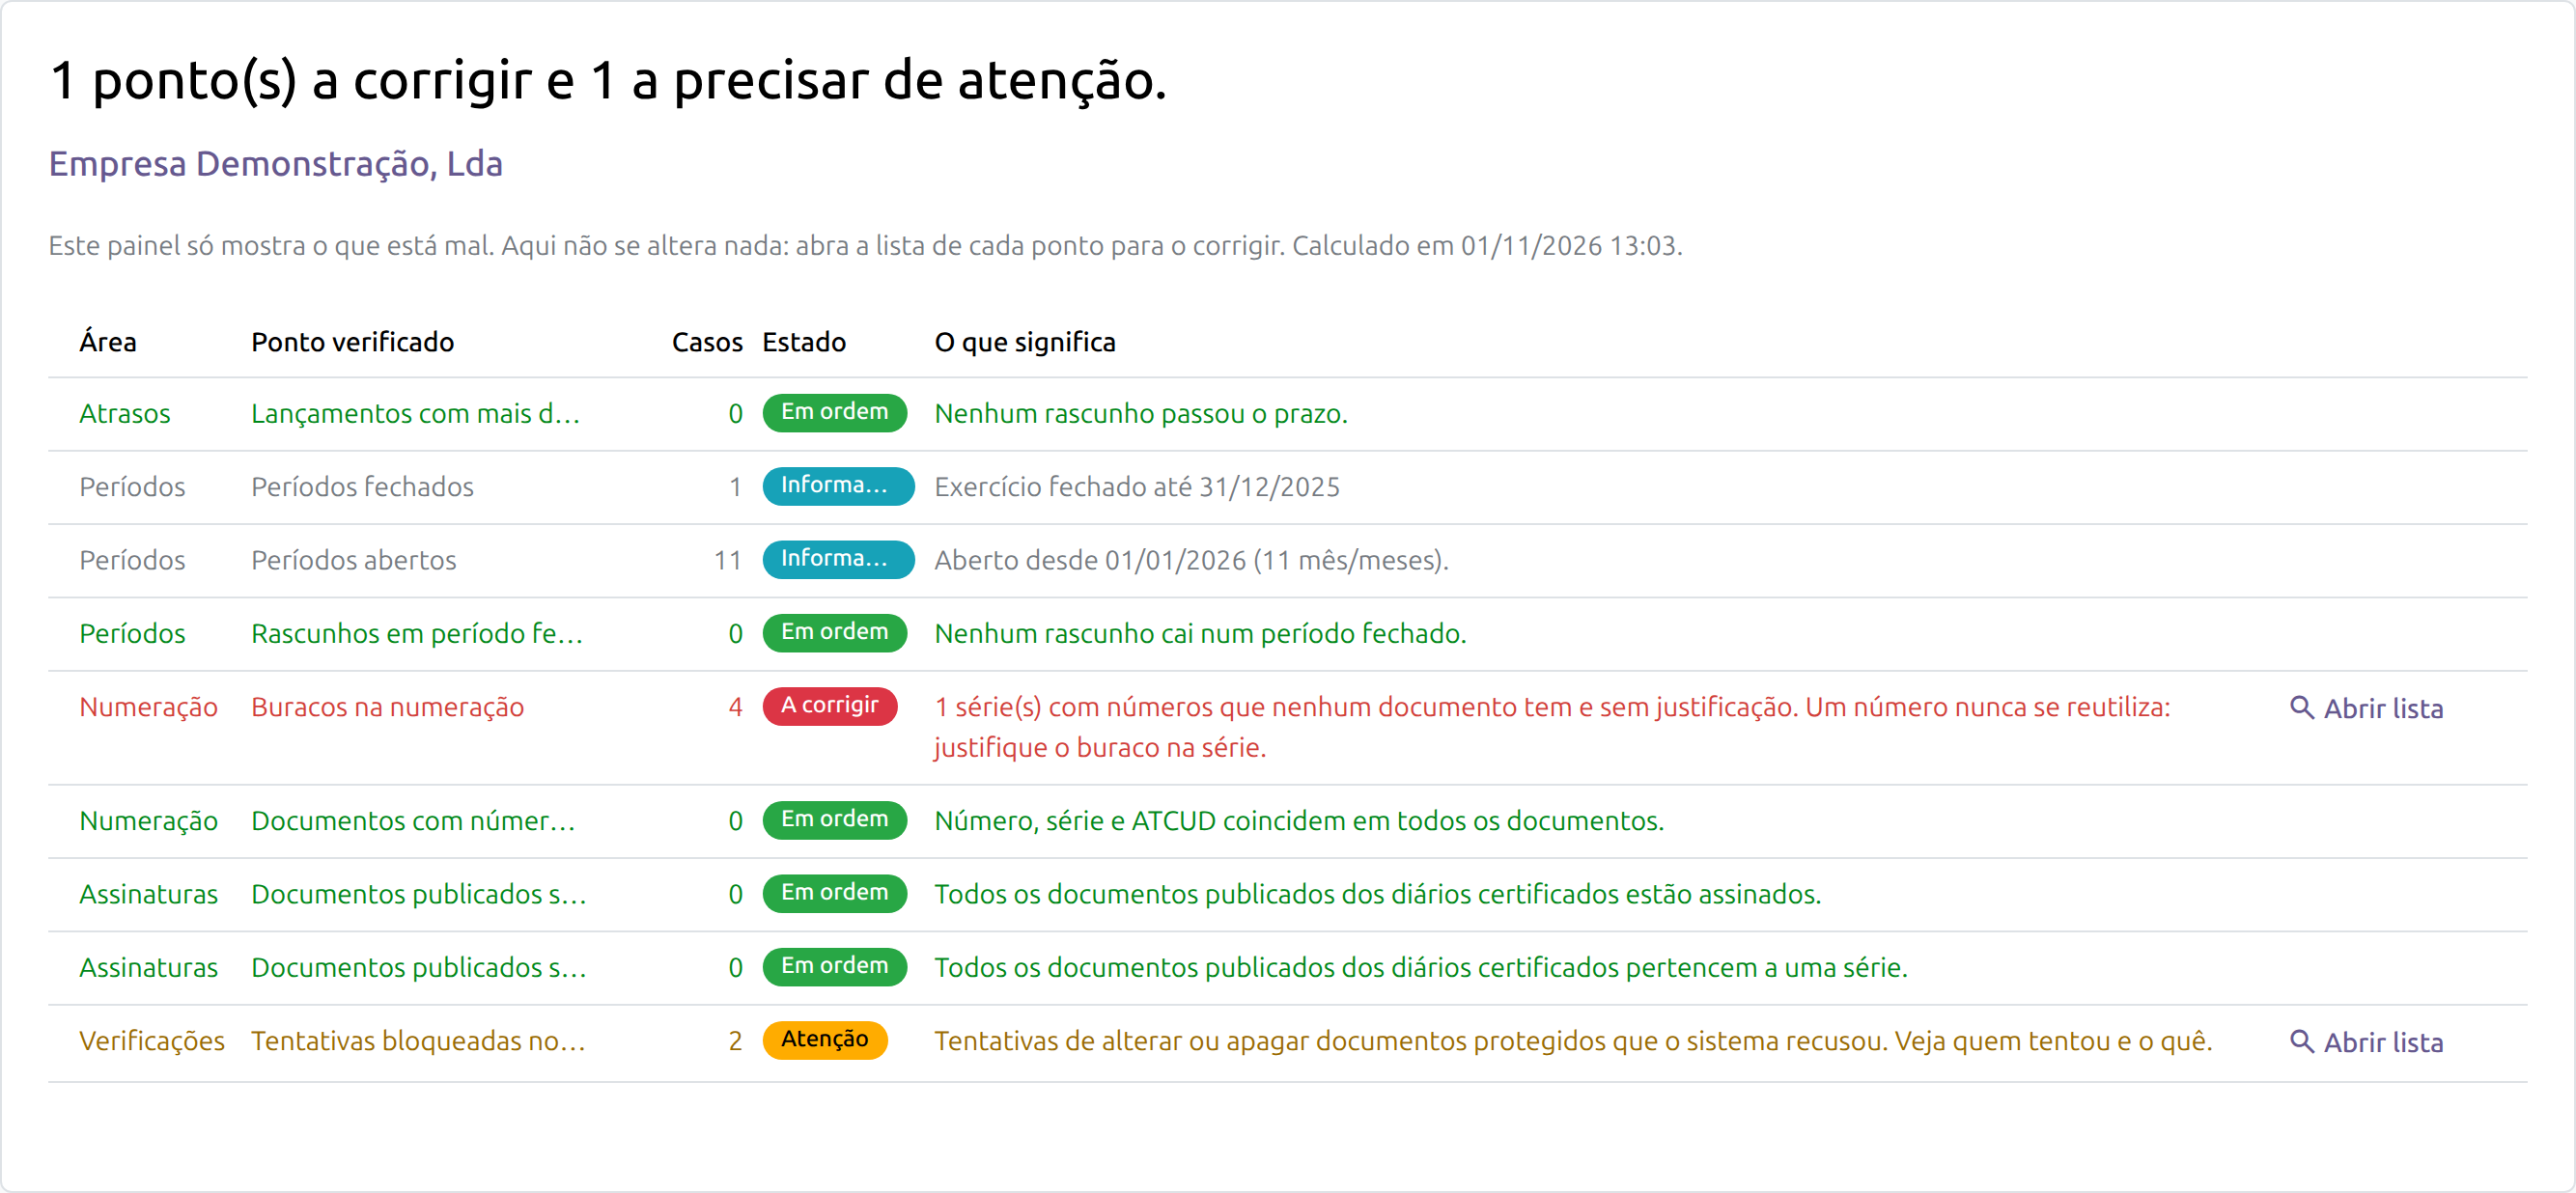 1 ponto(s) a corrigir e 1 a precisar de atenção.
Empresa Demonstração, Lda
Este painel só mostra o que está mal. Aqui não se altera nada: abra a lista de cada ponto para o corrigir. Calculado em 01/11/2026 13:03.
Área Ponto verificado Casos Estado O que significa
Atrasos Lançamentos com mais d... 0 Em ordem Nenhum rascunho passou o prazo.
Períodos Períodos fechados 1 Informa... Exercício fechado até 31/12/2025
Períodos Períodos abertos 11 Informa... Aberto desde 01/01/2026 (11 mês/meses).
Períodos Rascunhos em período fe... 0 Em ordem Nenhum rascunho cai num período fechado.
Numeração Buracos na numeração 4 A corrigir 1 série(s) com números que nenhum documento tem e sem justificação. Um número nunca se reutiliza: Abrir lista
justifique o buraco na série.
Numeração Documentos com númer... 0 Em ordem Número, série e ATCUD coincidem em todos os documentos.
Assinaturas Documentos publicados s... 0 Em ordem Todos os documentos publicados dos diários certificados estão assinados.
Assinaturas Documentos publicados s... 0 Em ordem Todos os documentos publicados dos diários certificados pertencem a uma série.
Verificações Tentativas bloqueadas no... 2 Atenção Tentativas de alterar ou apagar documentos protegidos que o sistema recusou. Veja quem tentou e o quê. Abrir lista